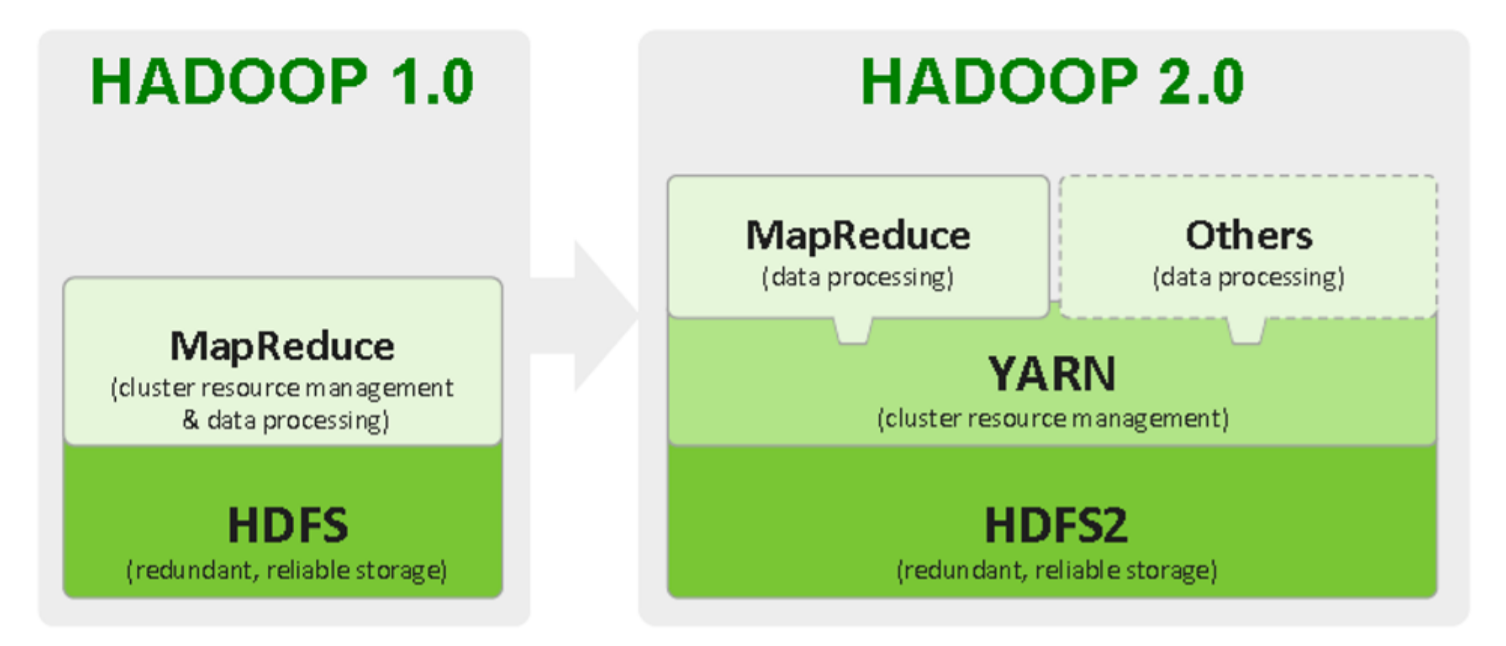 HADOOP 1.0
MapReduce
(cluster resource management
& data processing)
HDFS
(redundant, reliable storage)
HADOOP 2.0
MapReduce
(data processing)
Others
(data processing)
YARN
(cluster resource management)
HDFS2
(redundant, reliable storage)